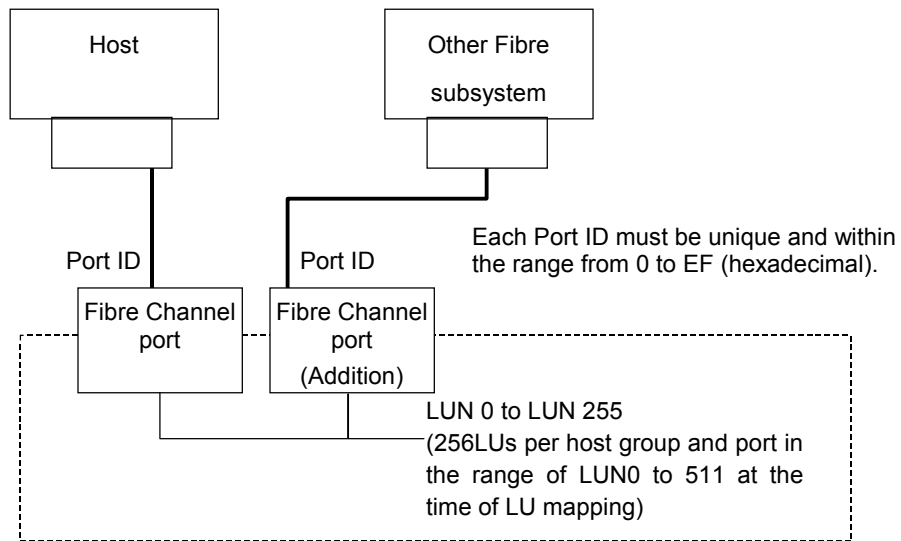 Host
Other Fibre
subsystem
Each Port ID must be unique and within
the range from 0 to EF (hexadecimal).
Port ID
Port ID
Fibre Channel
port
Fibre Channel
port
(Addition)
LUN 0 to LUN 255
(256LUs per host group and port in
the range of LUN0 to 511 at the
time of LU mapping)